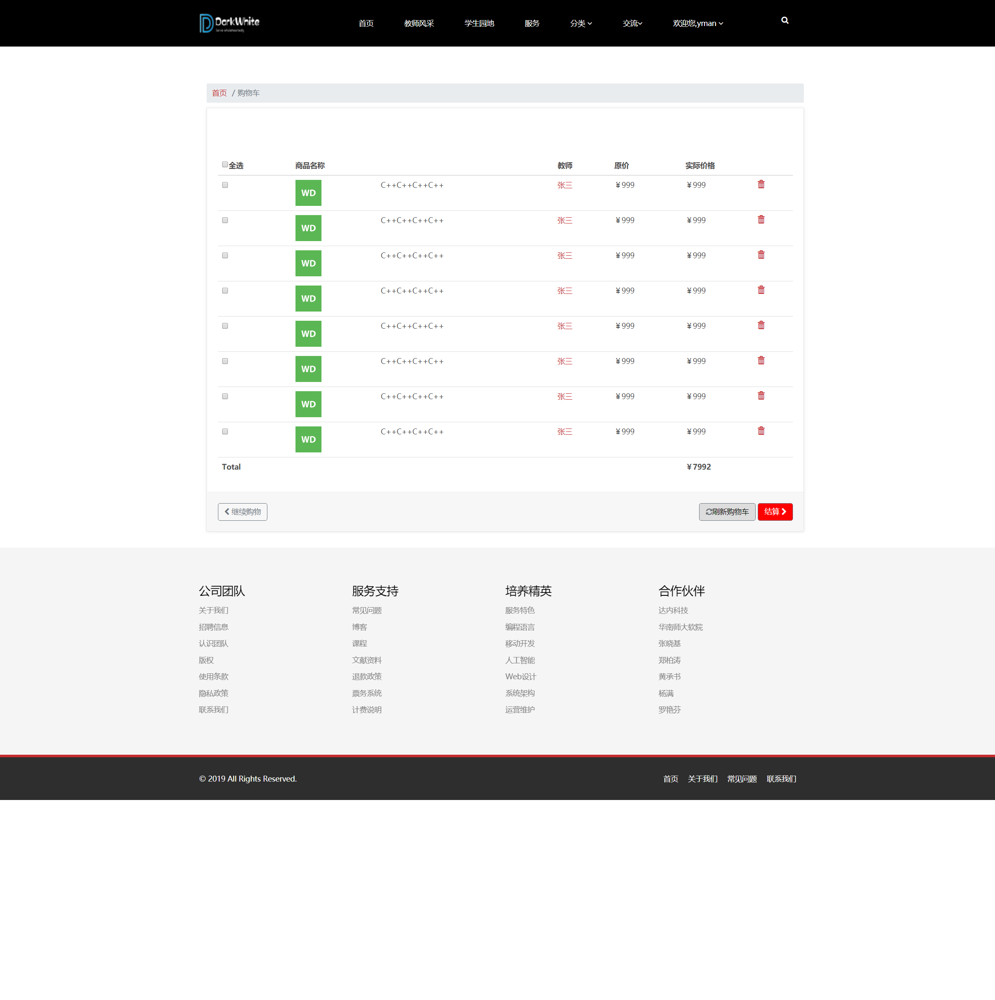 DarkWhite
Serve wholeheartedly
首页 教师风采 学生园地 服务 分类 交流 欢迎您,yman
首页 / 购物车
全选 商品名称 教师 原价 实际价格
WD C++C++C++C++ 张三 ¥999 ¥999
WD C++C++C++C++ 张三 ¥999 ¥999
WD C++C++C++C++ 张三 ¥999 ¥999
WD C++C++C++C++ 张三 ¥999 ¥999
WD C++C++C++C++ 张三 ¥999 ¥999
WD C++C++C++C++ 张三 ¥999 ¥999
WD C++C++C++C++ 张三 ¥999 ¥999
WD C++C++C++C++ 张三 ¥999 ¥999
Total ¥7992
继续购物 刷新购物车 结算
公司团队 服务支持 培养精英 合作伙伴
关于我们 常见问题 服务特色 达内科技
招聘信息 博客 编程语言 华南师大软院
认识团队 课程 移动开发 张晓基
版权 文献资料 人工智能 郑柏涛
使用条款 退款政策 Web设计 黄承书
隐私政策 票务系统 系统架构 杨满
联系我们 计费说明 运营维护 罗艳芬
© 2019 All Rights Reserved. 首页 关于我们 常见问题 联系我们